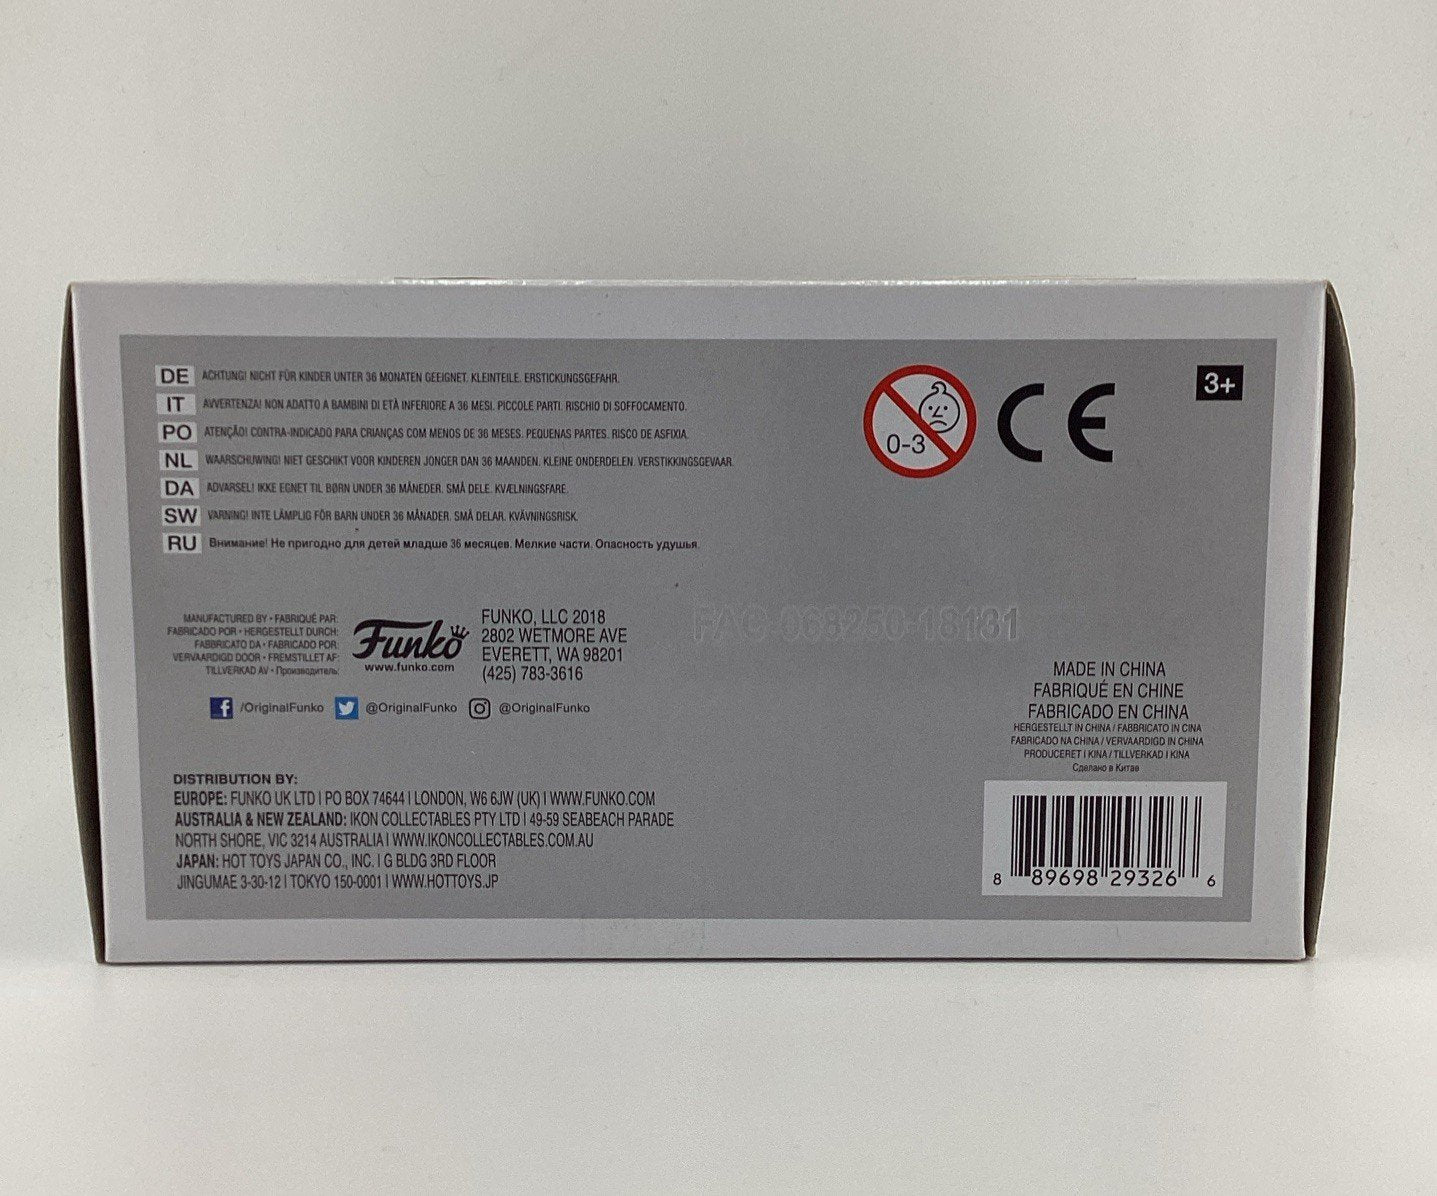 DE ACHTUNG! NICHT FÜR KINDER UNTER 36 MONATEN GEEIGNET. KLEINTEILE. ERSTICKUNGSGEFAHR.
IT AVVERTENZA! NON ADATTO A BAMBINI DI ETÀ INFERIORE A 36 MESI. PICCOLE PARTI. RISCHIO DI SOFFOCAMENTO.
PO ATENÇÃO! CONTRA-INDICADO PARA CRIANÇAS COM MENOS DE 36 MESES. PEQUENAS PARTES. RISCO DE ASFIXIA.
NL WAARSCHUWING! NIET GESCHIKT VOOR KINDEREN JONGER DAN 36 MAANDEN. KLEINE ONDERDELEN. VERSTIKKINGSGEVAAR.
DA ADVARSEL! IKKE EGNET TIL BØRN UNDER 36 MÅNEDER. SMÅ DELE. KVÆLNINGSFARE.
SW VARNING! INTE LÄMPLIG FÖR BARN UNDER 36 MÅNADER. SMÅ DELAR. KVÄVNINGSRISK.
RU Внимание! Не пригодно для детей младше 36 месяцев. Мелкие части. Опасность удушья.
0-3
CE
3+
MANUFACTURED BY • FABRIQUÉ PAR:
FABRICADO POR • HERGESTELLT DURCH:
FABBRICATO DA • FABRICADO POR:
VERVAARDIGD DOOR • FREMSTILLET AF:
TILLVERKAD AV • Производитель:
Funko
www.funko.com
FUNKO, LLC 2018
2802 WETMORE AVE
EVERETT, WA 98201
(425) 783-3616
/OriginalFunko @OriginalFunko @OriginalFunko
DISTRIBUTION BY:
EUROPE: FUNKO UK LTD | PO BOX 74644 | LONDON, W6 6JW (UK) | WWW.FUNKO.COM
AUSTRALIA & NEW ZEALAND: IKON COLLECTABLES PTY LTD | 49-59 SEABEACH PARADE
NORTH SHORE, VIC 3214 AUSTRALIA | WWW.IKONCOLLECTABLES.COM.AU
JAPAN: HOT TOYS JAPAN CO., INC. | G BLDG 3RD FLOOR
JINGUMAE 3-30-12 | TOKYO 150-0001 | WWW.HOTTOYS.JP
MADE IN CHINA
FABRIQUÉ EN CHINE
FABRICADO EN CHINA
HERGESTELLT IN CHINA / FABBRICATO IN CINA
FABRICADO NA CHINA / VERVAARDIGD IN CHINA
PRODUCERET I KINA / TILLVERKAD I KINA
Сделано в Китае
8 89698 29326 6